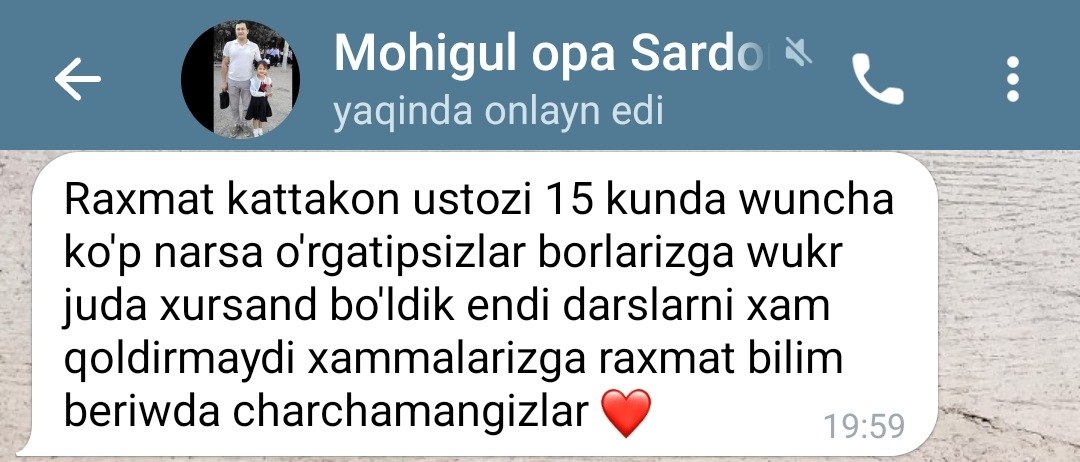 Mohigul opa Sardo
yaqinda onlayn edi
Raxmat kattakon ustozi 15 kunda wuncha
ko'p narsa o'rgatipsizlar borlarizga wukr
juda xursand bo'ldik endi darslarni xam
qoldirmaydi xammalarizga raxmat bilim
beriwda charchamangizlar ❤️
19:59